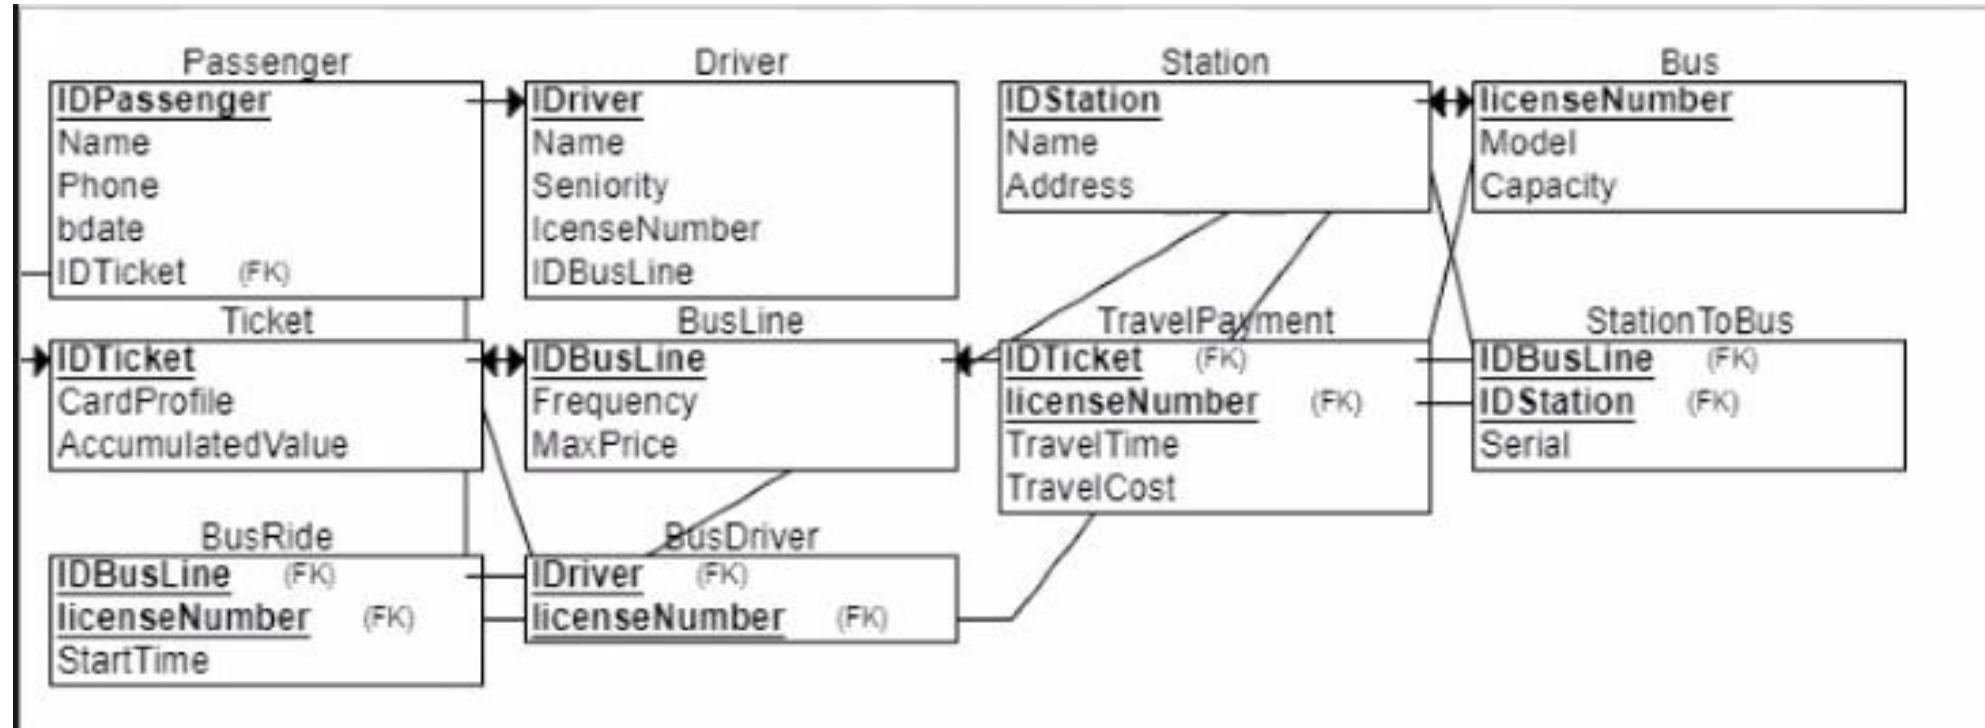 Passenger
IDPassenger
Name
Phone
bdate
IDTicket (FK)
Driver
IDriver
Name
Seniority
lcenseNumber
IDBusLine
Station
IDStation
Name
Address
Bus
licenseNumber
Model
Capacity
Ticket
IDTicket
CardProfile
AccumulatedValue
BusLine
IDBusLine
Frequency
MaxPrice
TravelPayment
IDTicket (FK)
licenseNumber (FK)
TravelTime
TravelCost
StationToBus
IDBusLine (FK)
IDStation (FK)
Serial
BusRide
IDBusLine (FK)
licenseNumber (FK)
StartTime
BusDriver
IDriver (FK)
licenseNumber (FK)